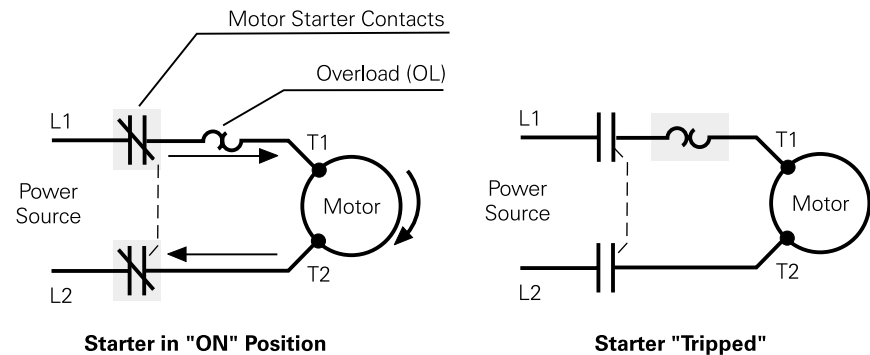 Motor Starter Contacts
Overload (OL)
L1
T1
Power
Source
Motor
T2
L2
Starter in "ON" Position
L1
T1
Power
Source
Motor
T2
L2
Starter "Tripped"